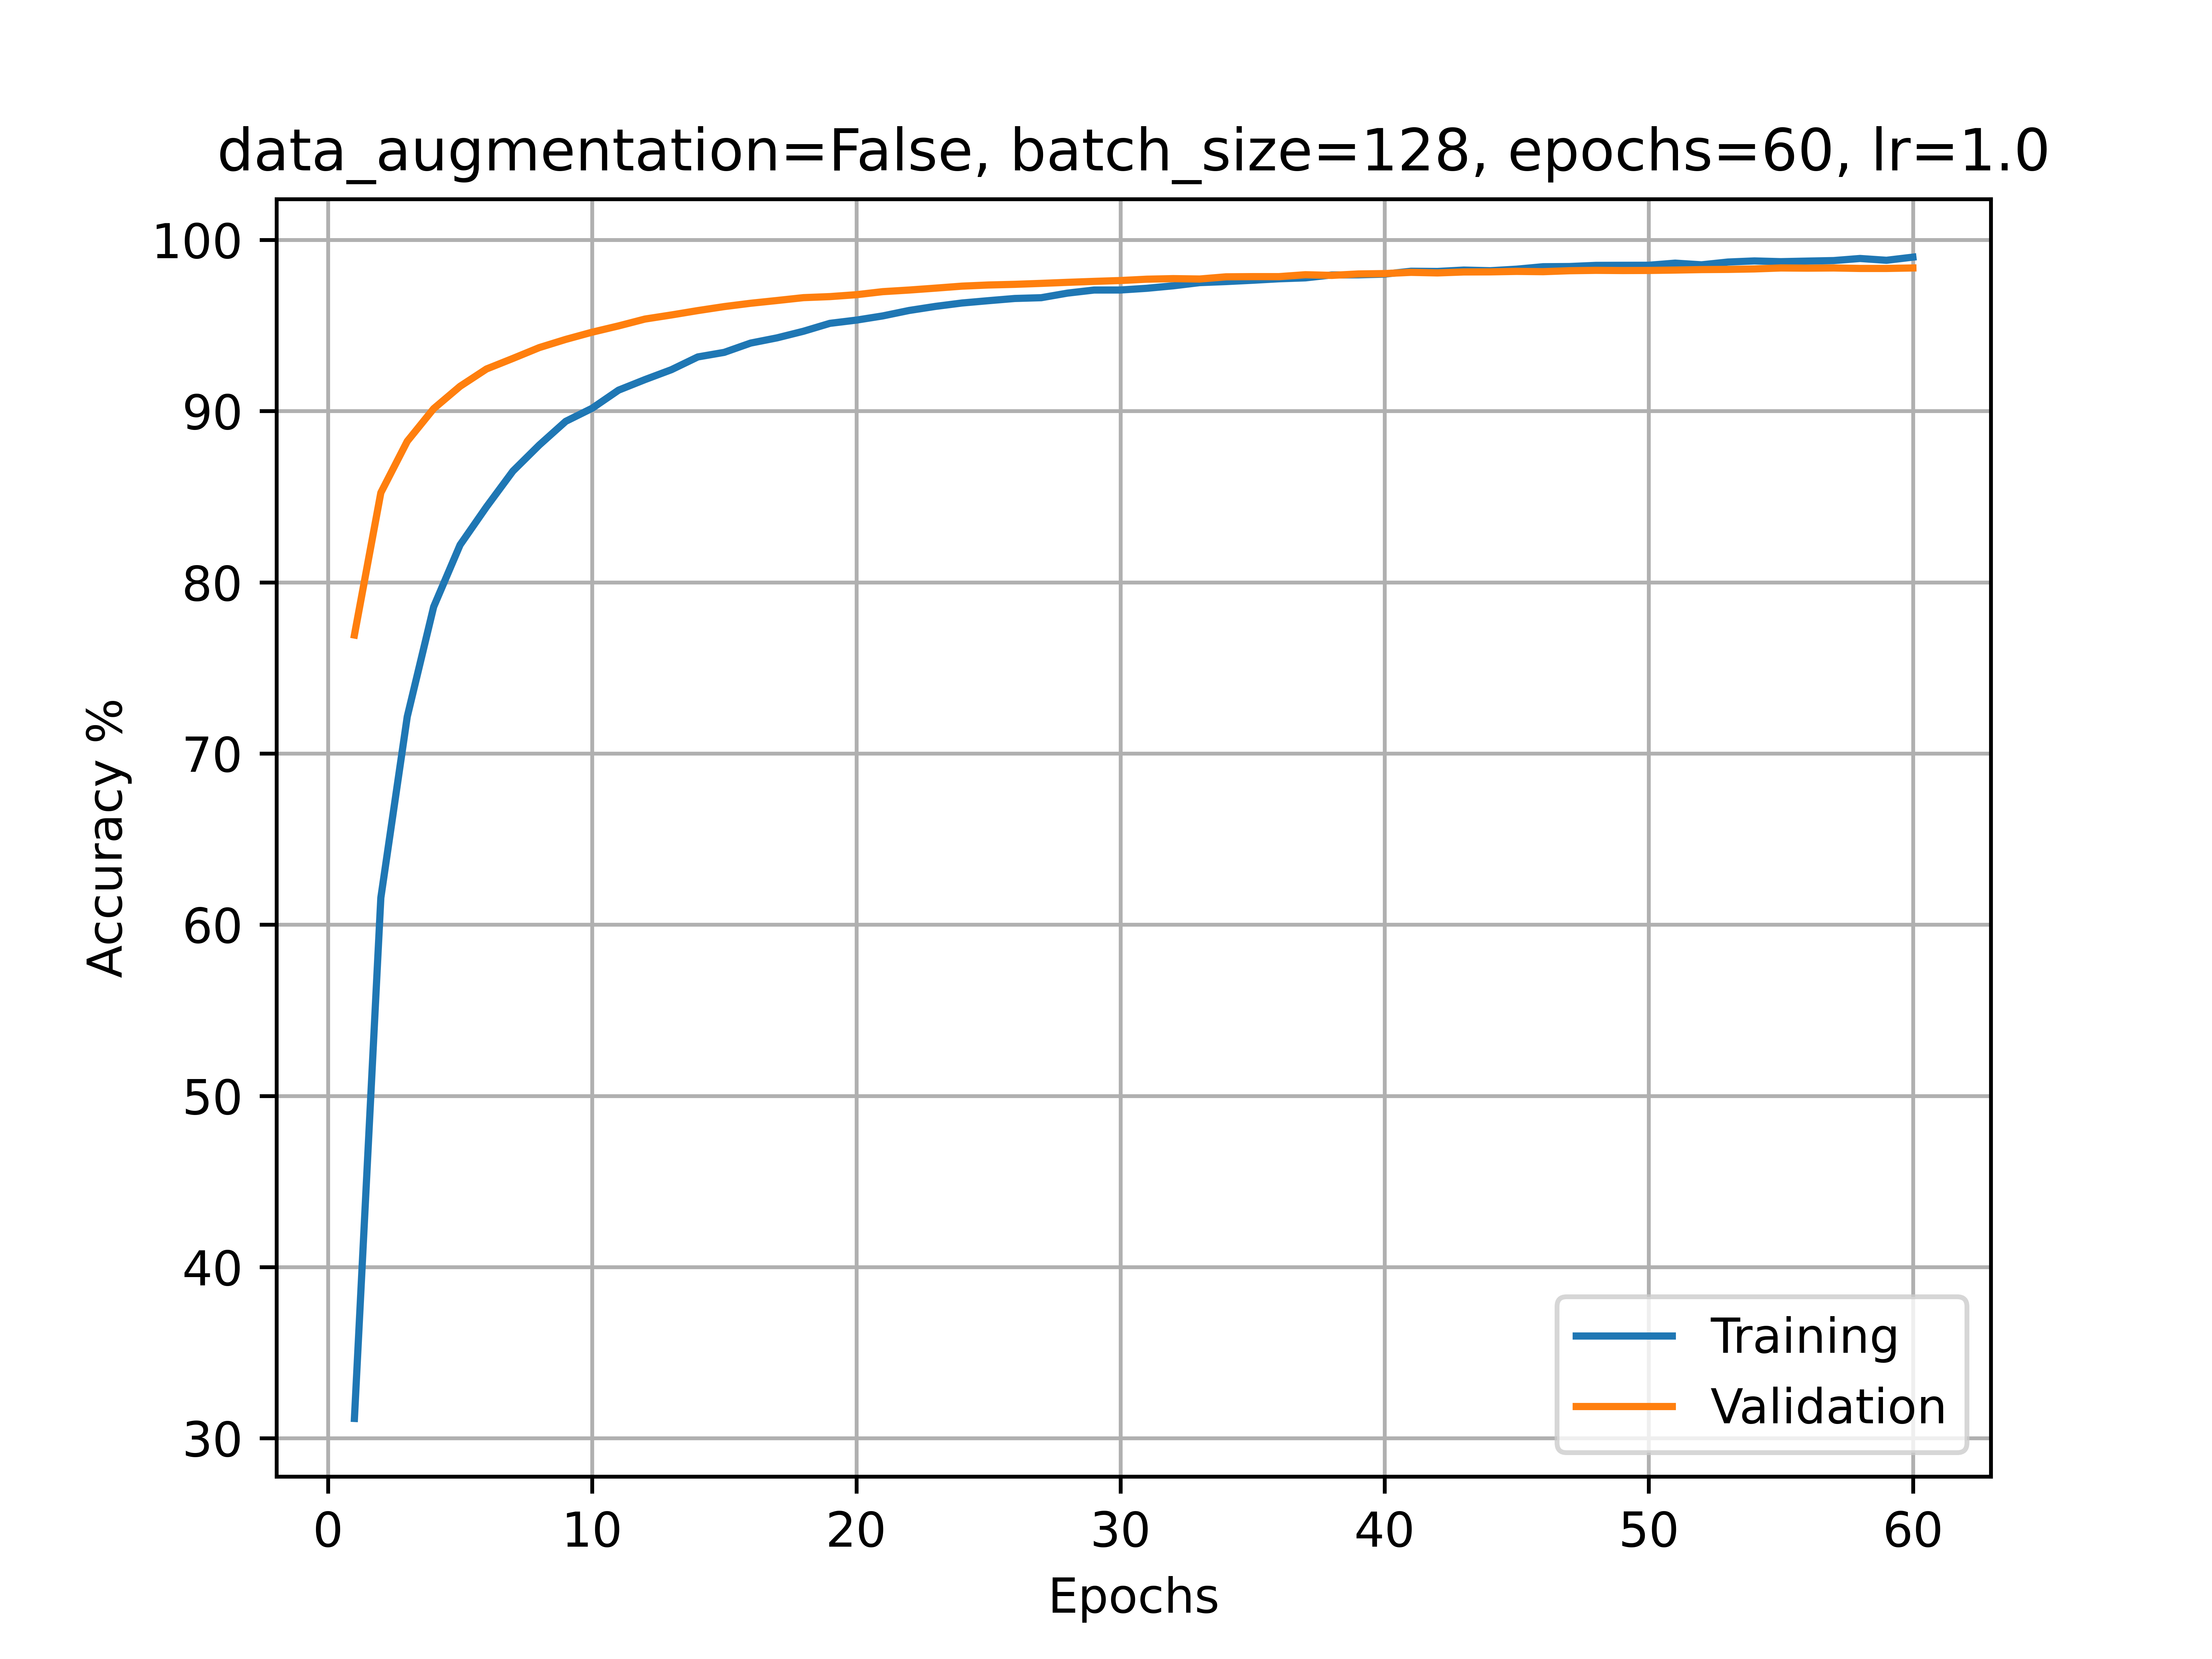 data_augmentation=False, batch_size=128, epochs=60, lr=1.0
100
90
80
70
60
50
40
30
Accuracy %
0 10 20 30 40 50 60
Epochs
Training
Validation